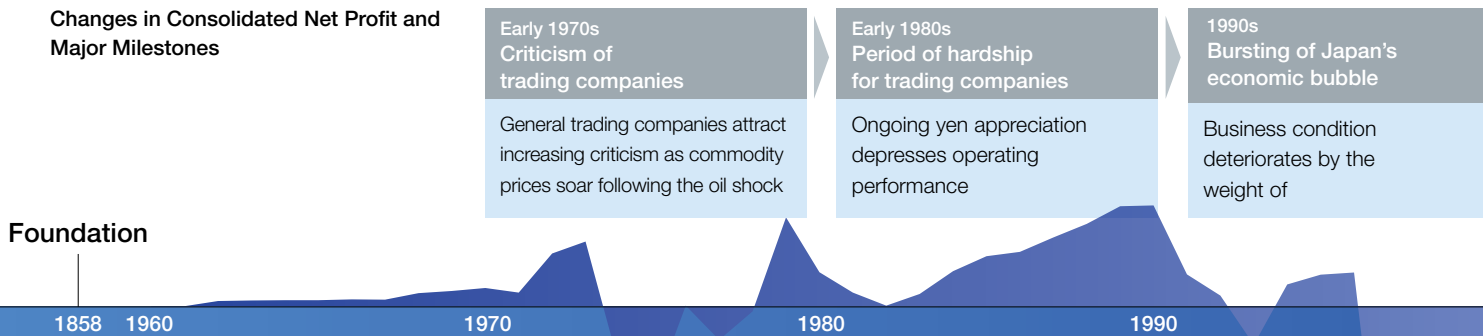 Changes in Consolidated Net Profit and
Major Milestones
Early 1970s
Criticism of
trading companies
General trading companies attract
increasing criticism as commodity
prices soar following the oil shock
Early 1980s
Period of hardship
for trading companies
Ongoing yen appreciation
depresses operating
performance
1990s
Bursting of Japan’s
economic bubble
Business condition
deteriorates by the
weight of
Foundation
1858 1960 1970 1980 1990